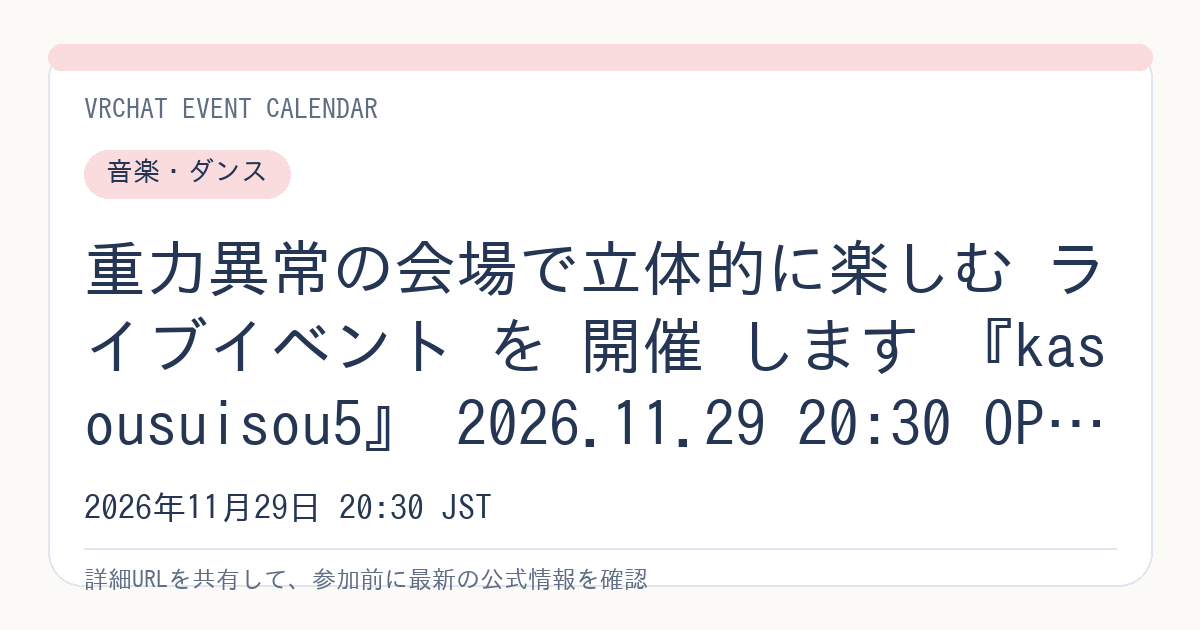 VRCHAT EVENT CALENDAR
音楽・ダンス
重力異常の会場で立体的に楽しむ ラ
イブイベント を 開催 します 『kas
ousuisou5』 2026.11.29 20:30 OP…
2026年11月29日 20:30 JST
詳細URLを共有して、参加前に最新の公式情報を確認